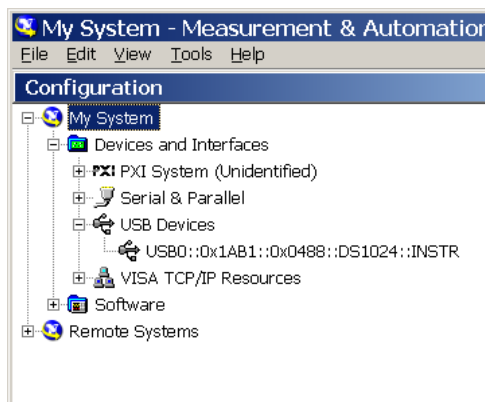 My System - Measurement & Automation
File Edit View Tools Help
Configuration
My System
Devices and Interfaces
PXI PXI System (Unidentified)
Serial & Parallel
USB Devices
USB0::0x1AB1::0x0488::DS1024::INSTR
VISA TCP/IP Resources
Software
Remote Systems